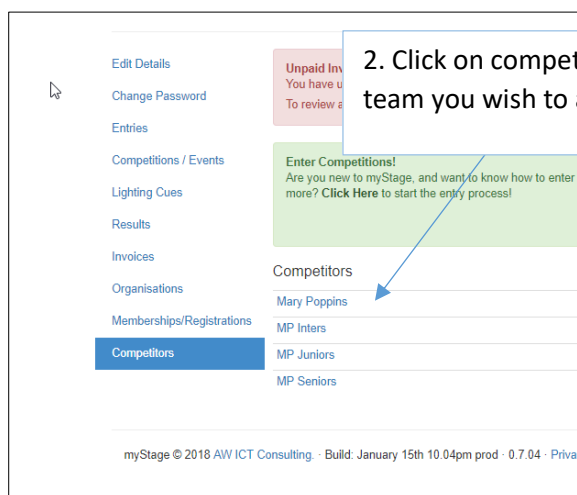 2. Click on
team you wish to
Edit Details
Change Password
Entries
Competitions / Events
Lighting Cues
Results
Invoices
Organisations
Memberships/Registrations
Competitors
Unpaid
You have
To review
Enter Competitions!
Are you new to myStage, and want to know how to enter
more? Click Here to start the entry process!
Competitors
Mary Poppins
MP Inters
MP Juniors
MP Seniors
myStage © 2018 AW ICT Consulting. · Build: January 15th 10.04pm prod · 0.7.04 ·